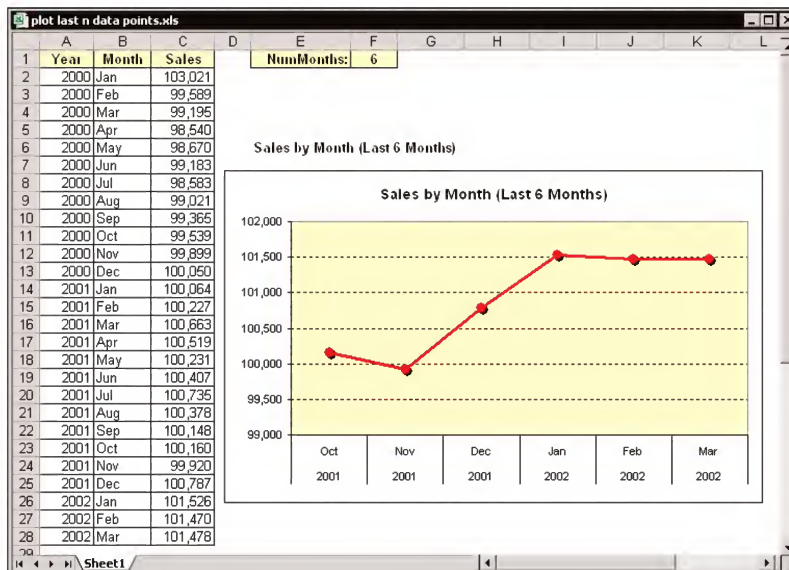 plot last n data points.xls
A B C D E F G H I J K L
1 Year Month Sales NumMonths: 6
2 2000 Jan 103,021
3 2000 Feb 99,589
4 2000 Mar 99,195
5 2000 Apr 98,540
6 2000 May 98,670 Sales by Month (Last 6 Months)
7 2000 Jun 99,183
8 2000 Jul 98,583
9 2000 Aug 99,021
10 2000 Sep 99,365
11 2000 Oct 99,539
12 2000 Nov 99,899
13 2000 Dec 100,050
14 2001 Jan 100,064
15 2001 Feb 100,227
16 2001 Mar 100,663
17 2001 Apr 100,519
18 2001 May 100,231
19 2001 Jun 100,407
20 2001 Jul 100,735
21 2001 Aug 100,378
22 2001 Sep 100,148
23 2001 Oct 100,160
24 2001 Nov 99,920
25 2001 Dec 100,787
26 2002 Jan 101,526
27 2002 Feb 101,470
28 2002 Mar 101,478
29
Sales by Month (Last 6 Months)
102,000
101,500
101,000
100,500
100,000
99,500
99,000
Oct Nov Dec Jan Feb Mar
2001 2001 2001 2002 2002 2002
Sheet1